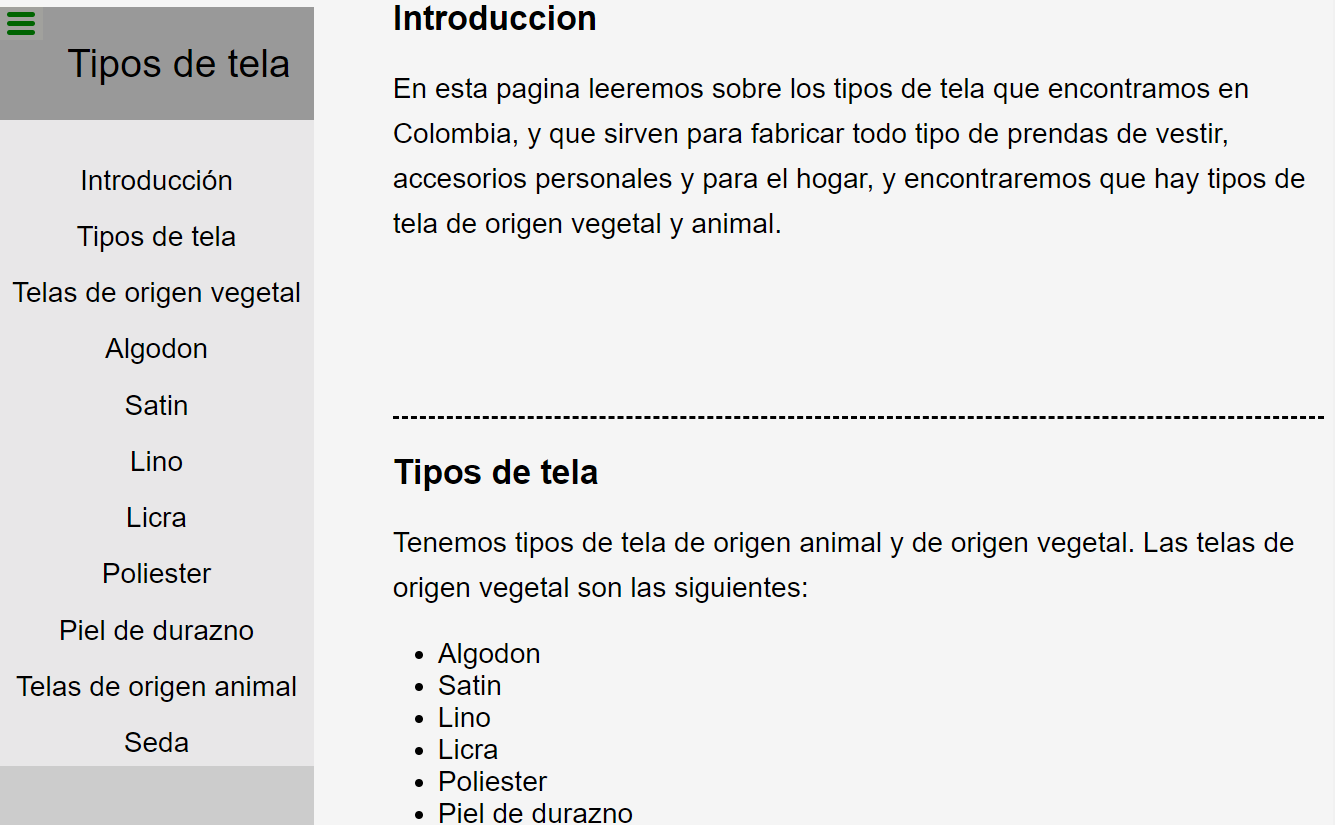 Tipos de tela
Introducción
Tipos de tela
Telas de origen vegetal
Algodon
Satin
Lino
Licra
Poliester
Piel de durazno
Telas de origen animal
Seda
Introduccion
En esta pagina leeremos sobre los tipos de tela que encontramos en
Colombia, y que sirven para fabricar todo tipo de prendas de vestir,
accesorios personales y para el hogar, y encontraremos que hay tipos de
tela de origen vegetal y animal.
Tipos de tela
Tenemos tipos de tela de origen animal y de origen vegetal. Las telas de
origen vegetal son las siguientes:
Algodon
Satin
Lino
Licra
Poliester
Piel de durazno